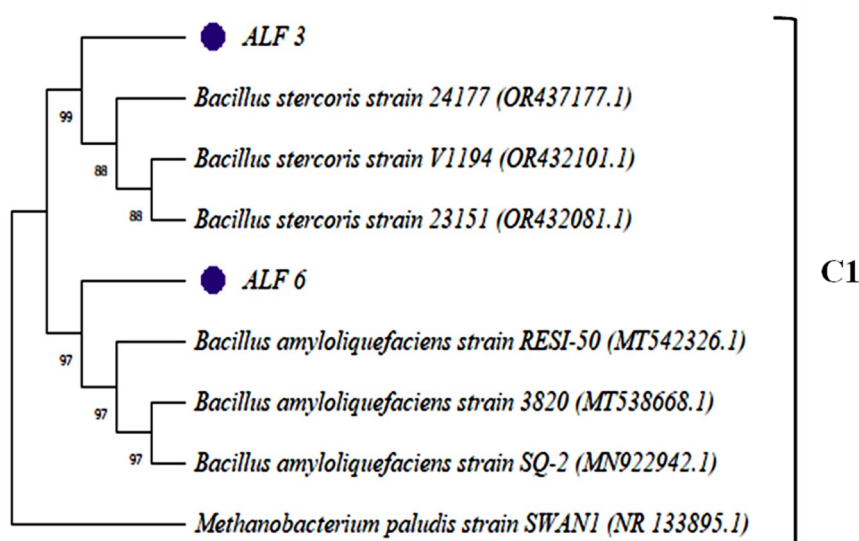 ALF 3
Bacillus stercoris strain 24177 (OR437177.1)
99
Bacillus stercoris strain V1194 (OR432101.1)
88
Bacillus stercoris strain 23151 (OR432081.1)
88
ALF 6
C1
Bacillus amyloliquefaciens strain RESI-50 (MT542326.1)
97
Bacillus amyloliquefaciens strain 3820 (MT538668.1)
97
Bacillus amyloliquefaciens strain SQ-2 (MN922942.1)
97
Methanobacterium paludis strain SWAN1 (NR 133895.1)